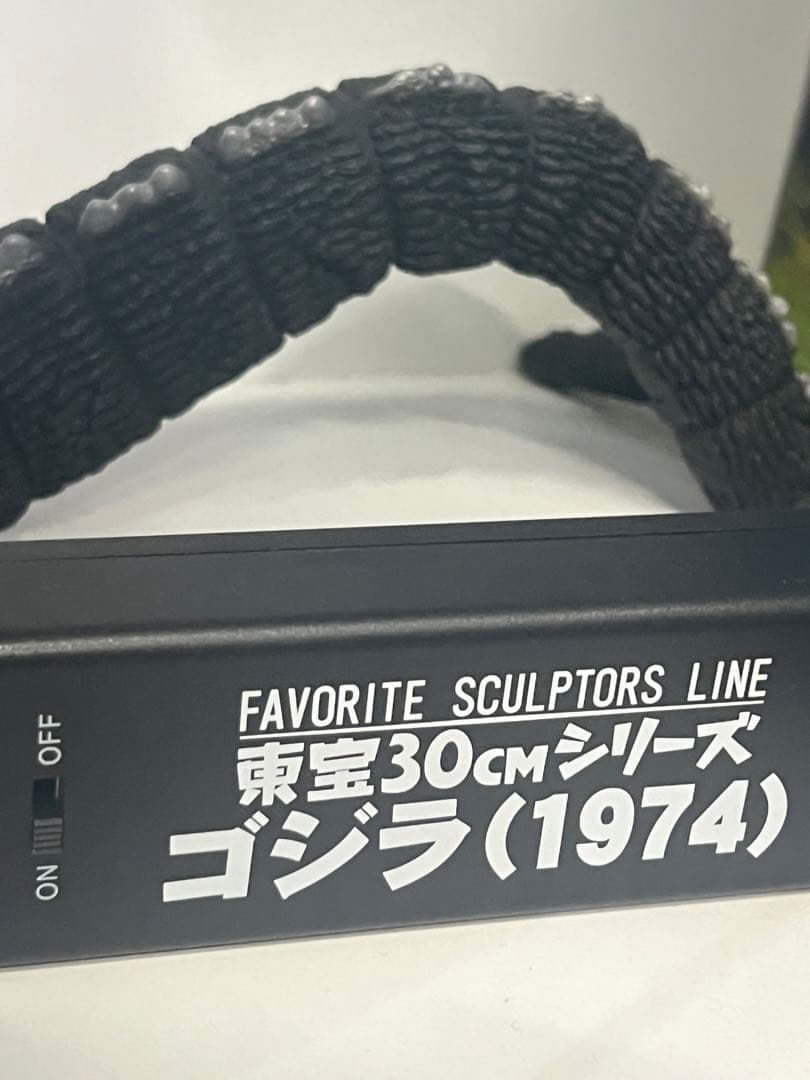 FAVORITE SCULPTORS LINE
東宝30CMシリーズ
ゴジラ(1974)
OFF
ON